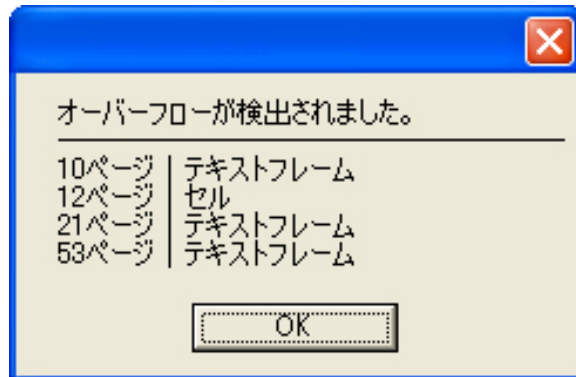 オーバーフローが検出されました。
10ページ | テキストフレーム
12ページ | セル
21ページ | テキストフレーム
53ページ | テキストフレーム
OK